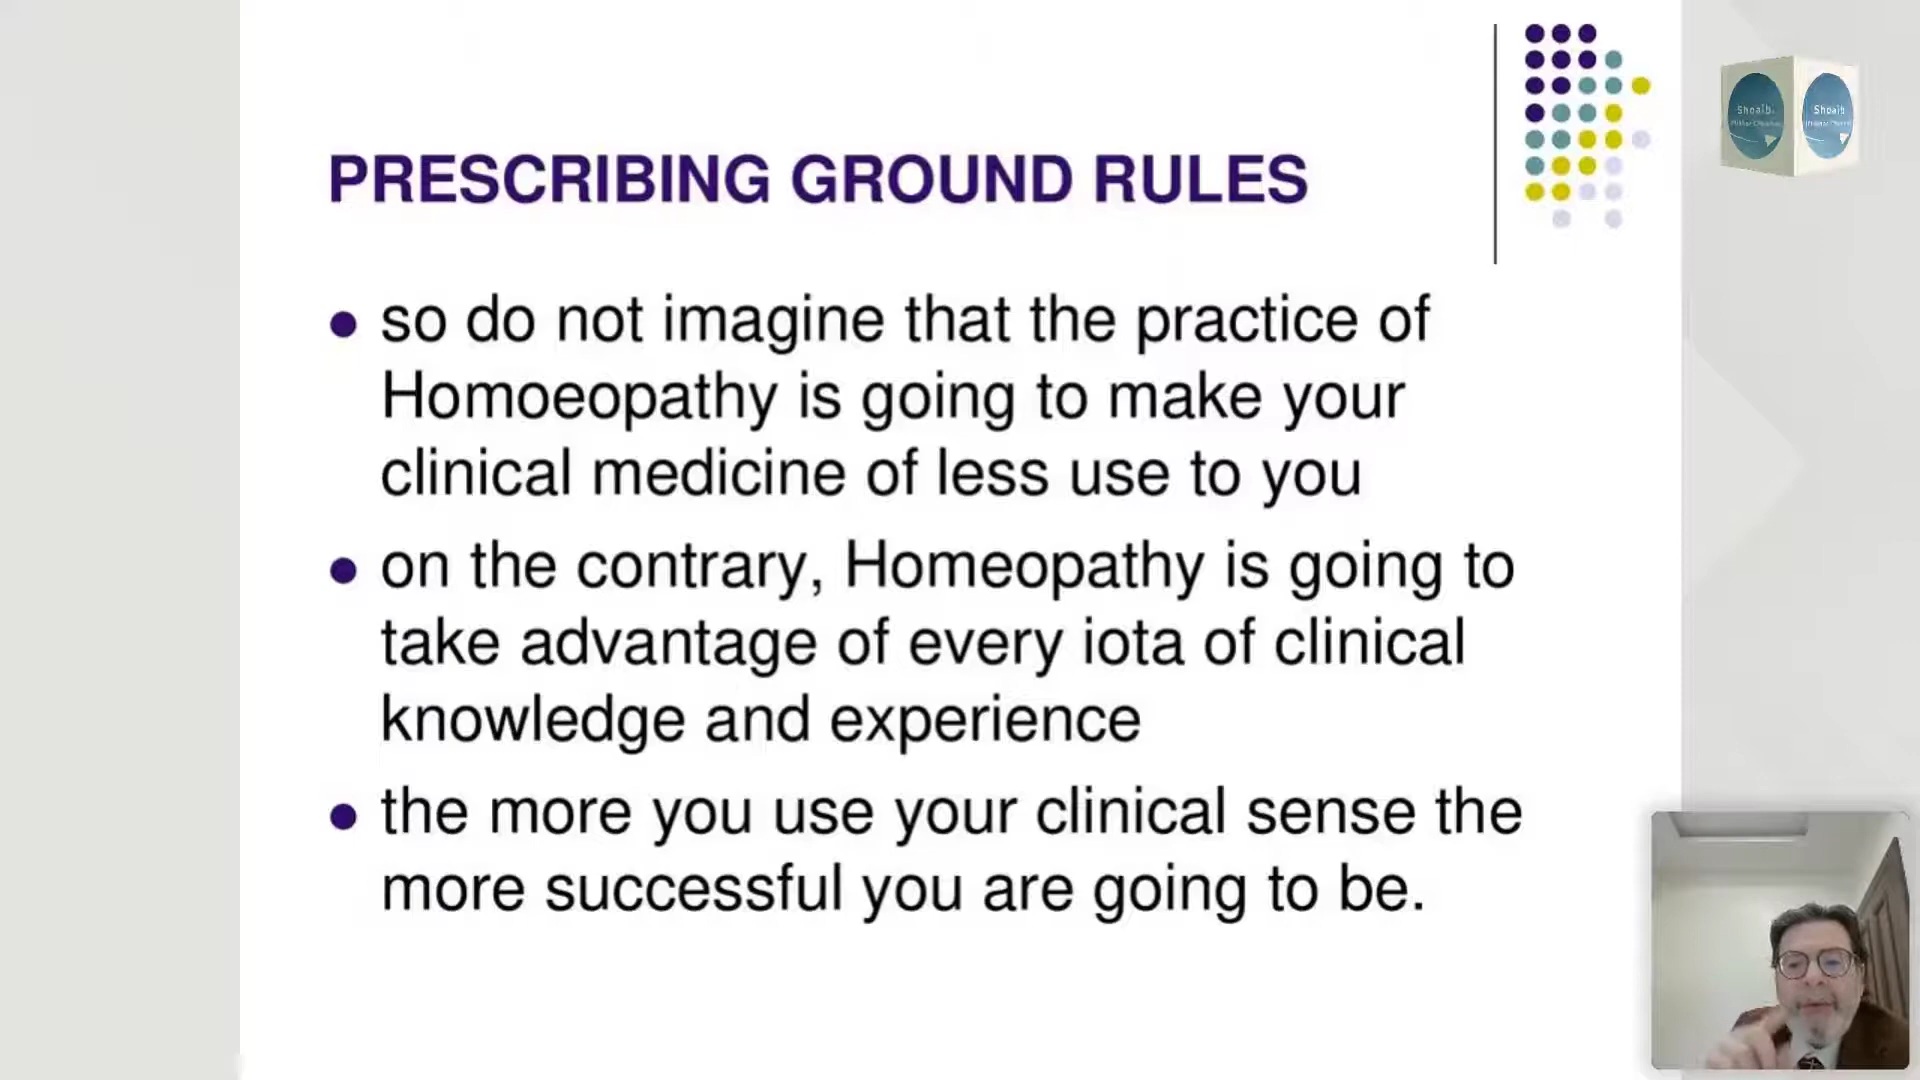 PRESCRIBING GROUND RULES
so do not imagine that the practice of
Homoeopathy is going to make your
clinical medicine of less use to you
on the contrary, Homeopathy is going to
take advantage of every iota of clinical
knowledge and experience
the more you use your clinical sense the
more successful you are going to be.
Shoaib
Shoaib